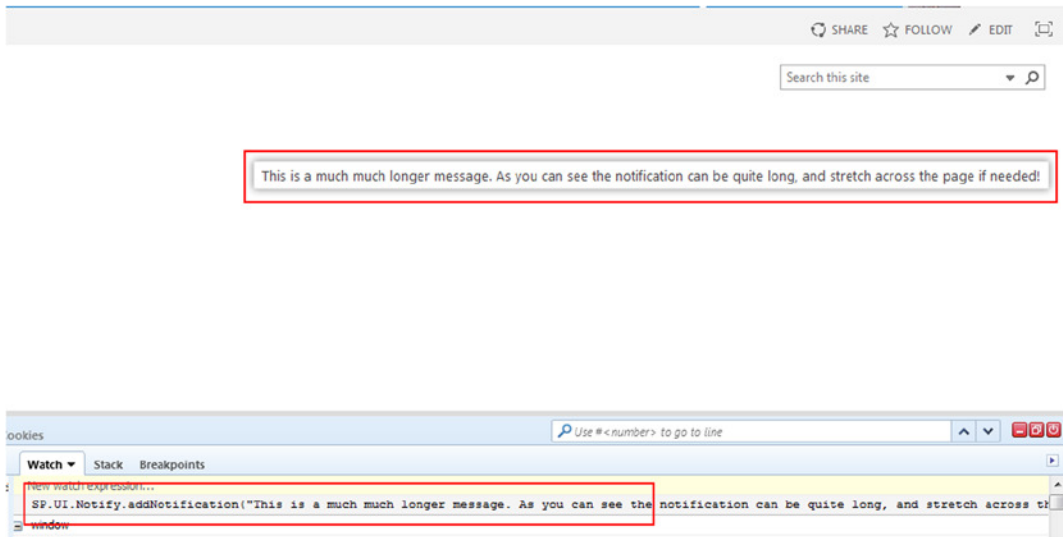 SHARE FOLLOW EDIT
Search this site
This is a much much longer message. As you can see the notification can be quite long, and stretch across the page if needed!
ookies
Use #<number> to go to line
Watch Stack Breakpoints
New watch expression...
SP.UI.Notify.addNotification("This is a much much longer message. As you can see the notification can be quite long, and stretch across th
window